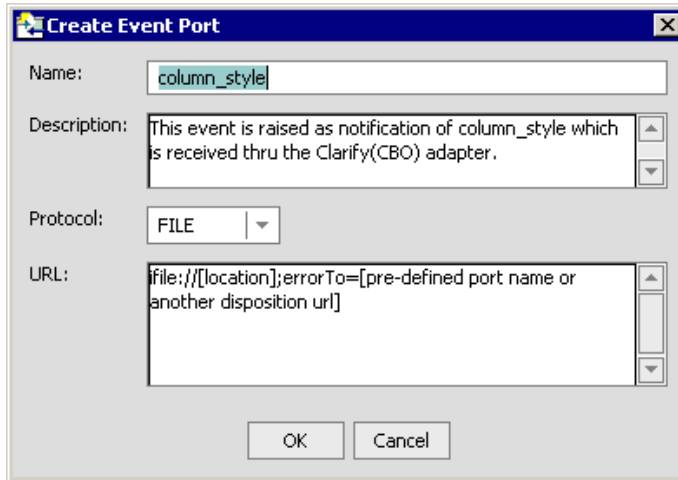 Create Event Port
Name:
column_style
Description:
This event is raised as notification of column_style which
is received thru the Clarify(CBO) adapter.
Protocol:
FILE
URL:
ifile://[location];errorTo=[pre-defined port name or
another disposition url]
OK
Cancel